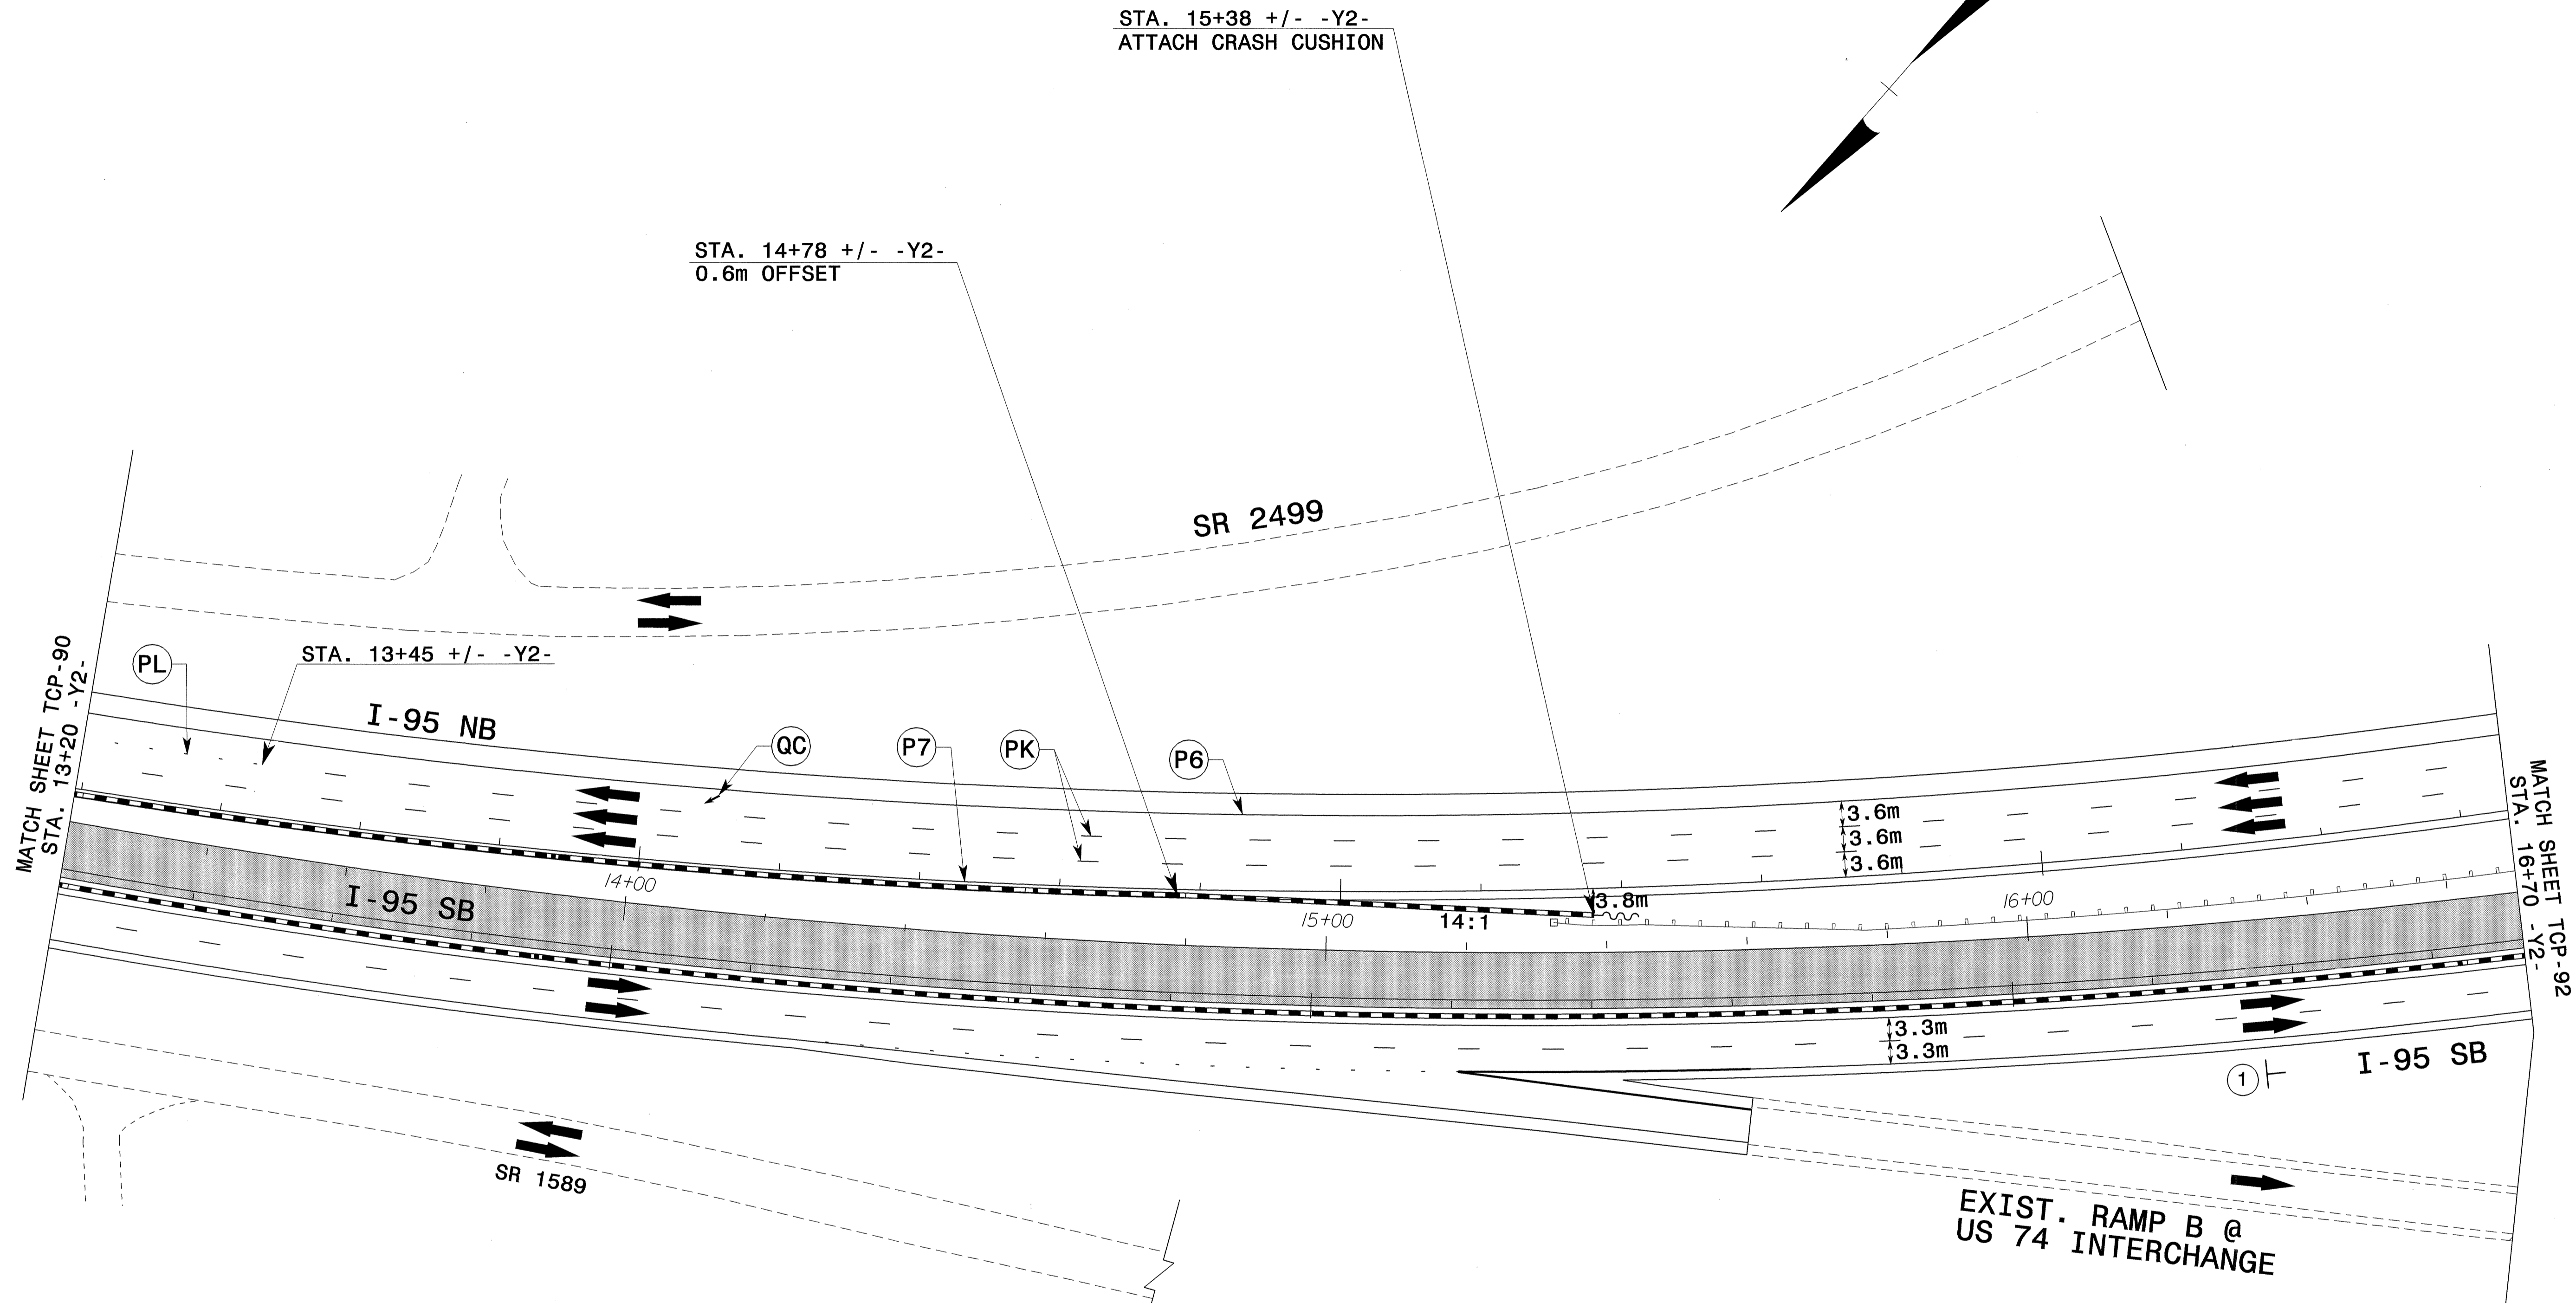 STA. 15+38 +/- -Y2-
ATTACH CRASH CUSHION
STA. 14+78 +/- -Y2-
0.6m OFFSET
SR 2499
MATCH SHEET TCP-90
STA. 13+20 -Y2-
PL
STA. 13+45 +/- -Y2-
I-95 NB
QC
P7
PK
P6
3.6m
3.6m
3.6m
MATCH SHEET TCP-92
STA. 16+70 -Y2-
14+00
I-95 SB
15+00
14:1
3.8m
16+00
3.3m
3.3m
1
I-95 SB
SR 1589
EXIST. RAMP B @
US 74 INTERCHANGE